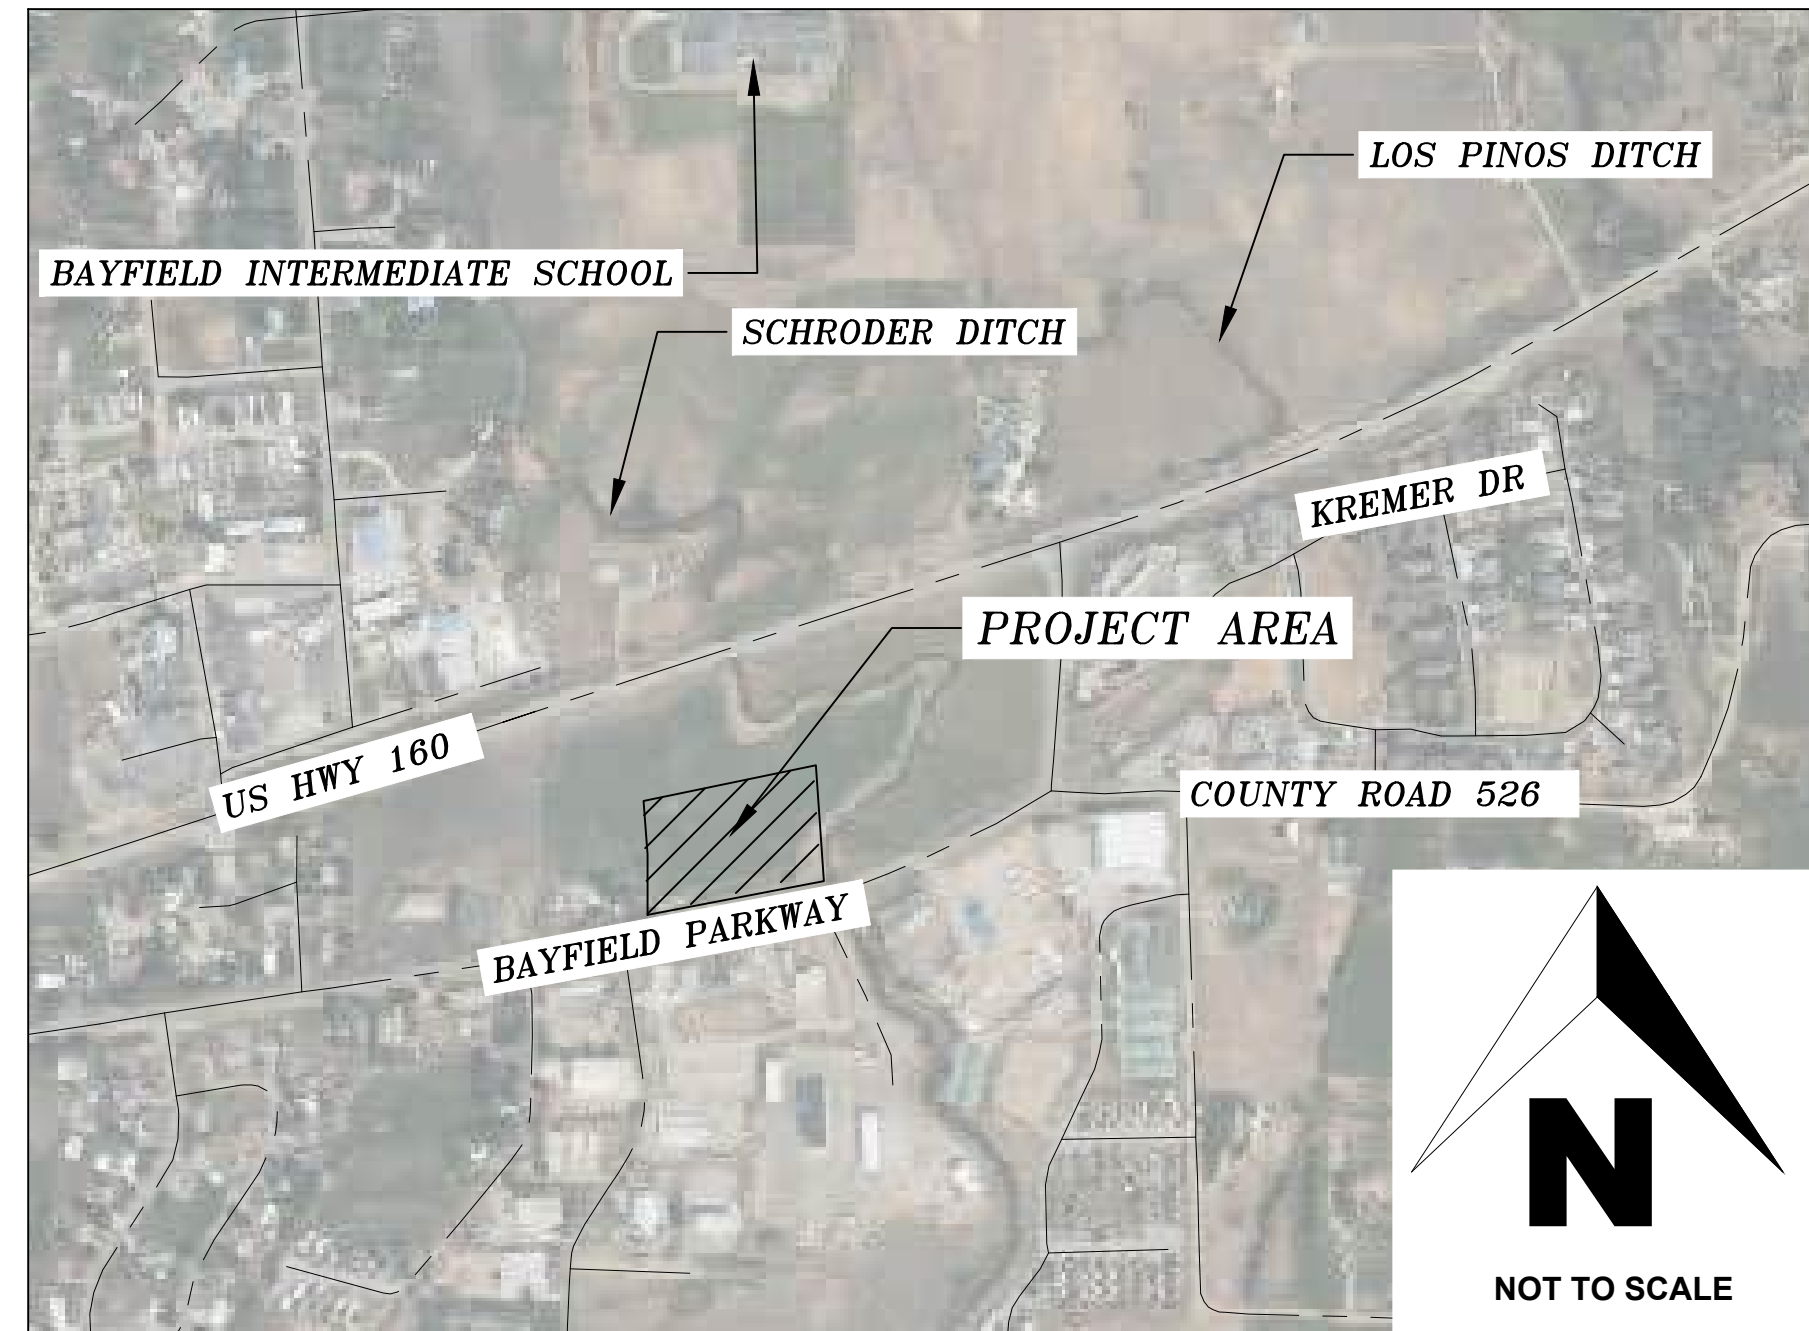 LOS PINOS DITCH
BAYFIELD INTERMEDIATE SCHOOL
SCHRODER DITCH
KREMER DR
PROJECT AREA
US HWY 160
COUNTY ROAD 526
BAYFIELD PARKWAY
N
NOT TO SCALE